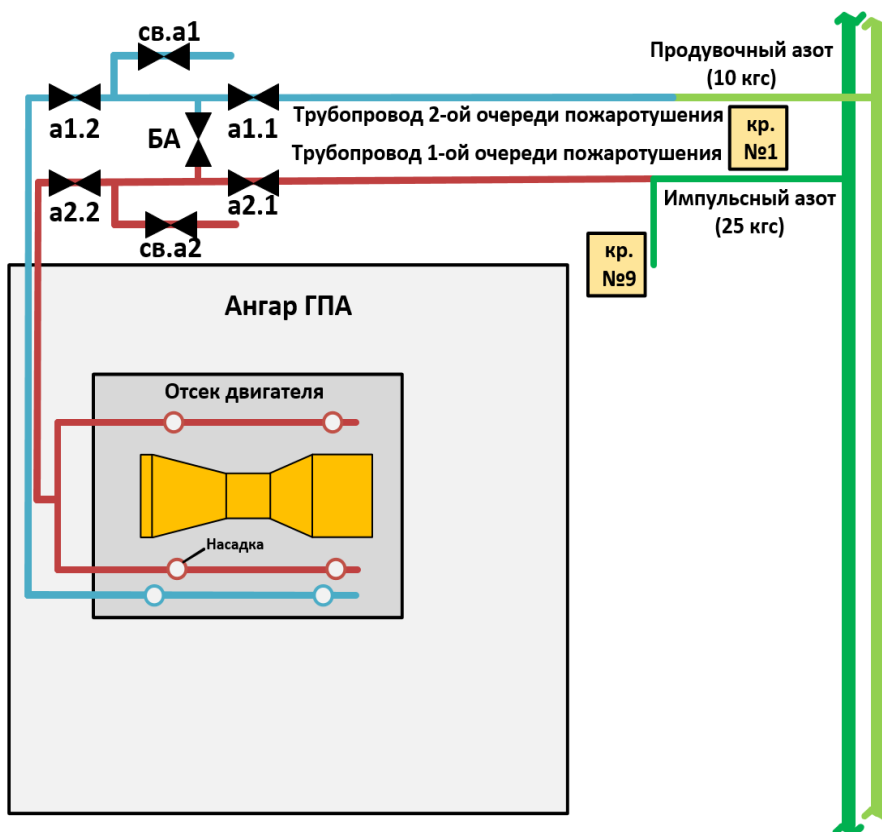 св.а1
Продувочный азот
(10 кгс)
а1.2
БА
а1.1
Трубопровод 2-ой очереди пожаротушения
кр.
№1
Трубопровод 1-ой очереди пожаротушения
а2.2
а2.1
Импульсный азот
(25 кгс)
св.а2
кр.
№9
Ангар ГПА
Отсек двигателя
Насадка